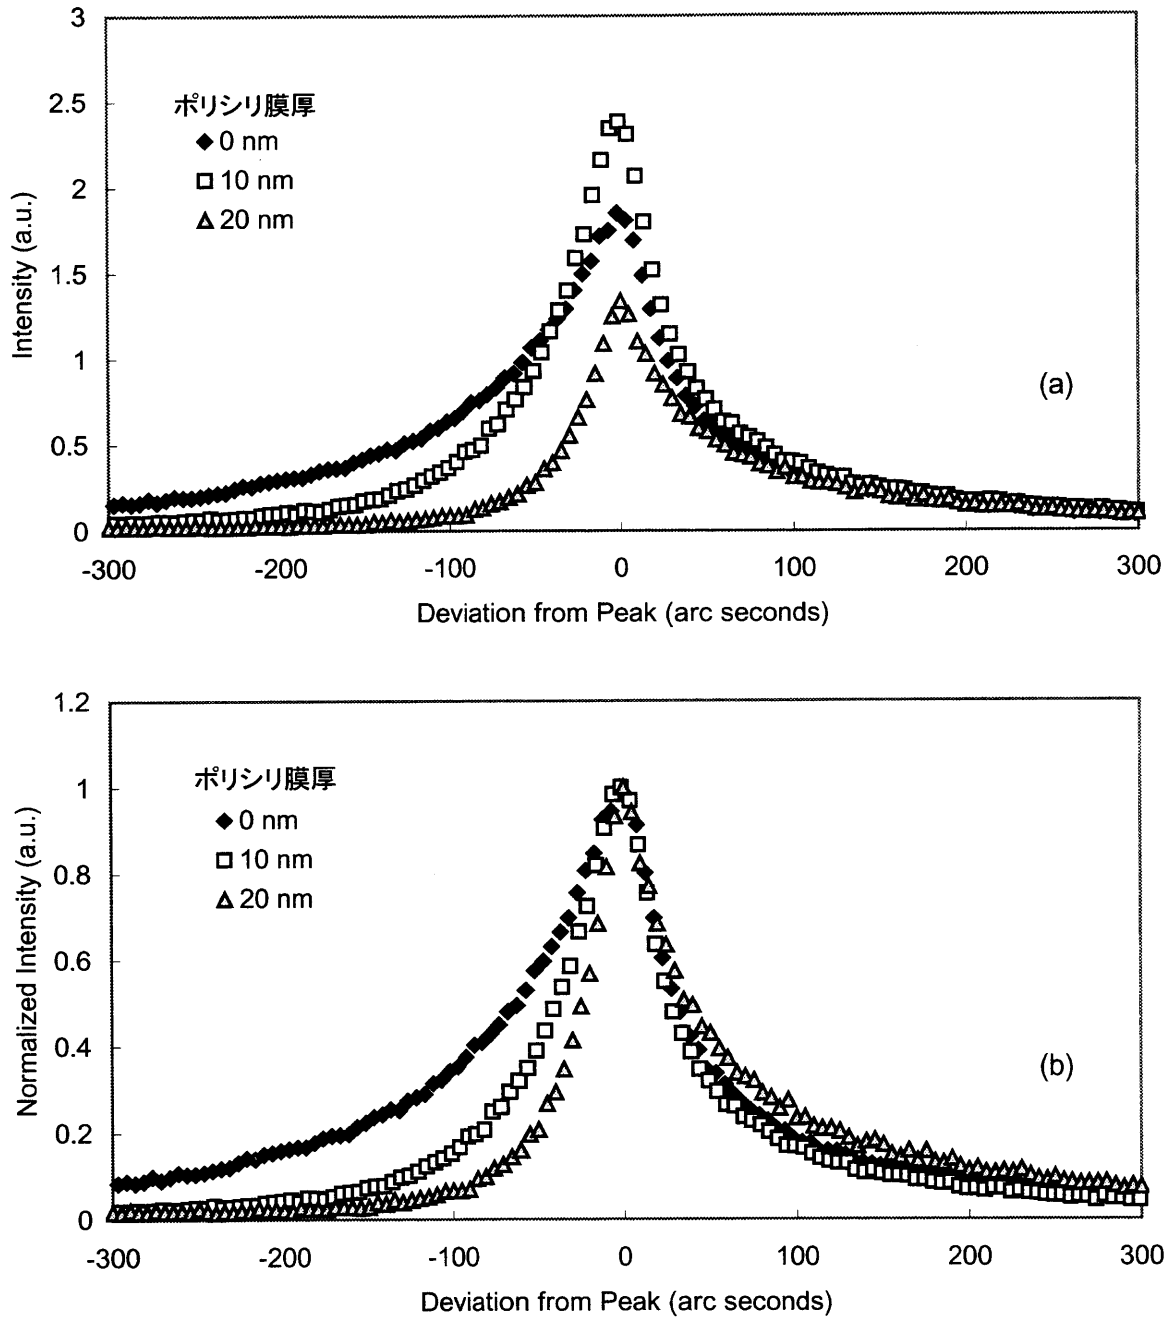 3
2.5
2
1.5
1
0.5
0
Intensity (a.u.)
ポリシリ膜厚
◆ 0 nm
□ 10 nm
△ 20 nm
(a)
-300 -200 -100 0 100 200 300
Deviation from Peak (arc seconds)
1.2
1
0.8
0.6
0.4
0.2
0
Normalized Intensity (a.u.)
ポリシリ膜厚
◆ 0 nm
□ 10 nm
△ 20 nm
(b)
-300 -200 -100 0 100 200 300
Deviation from Peak (arc seconds)